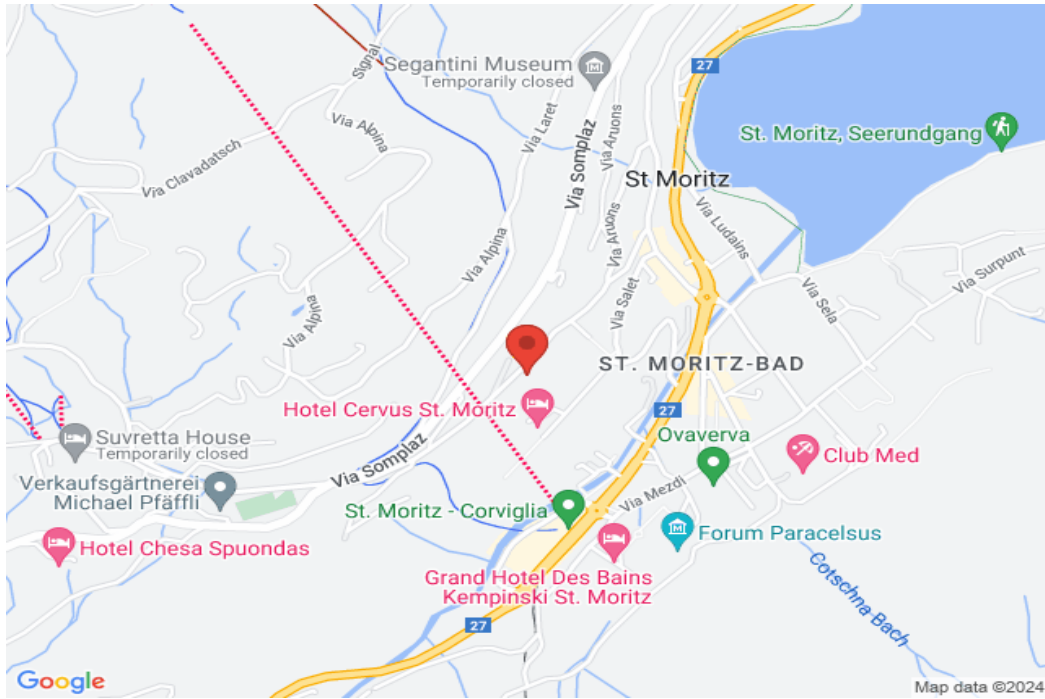 Segantini Museum
Temporarily closed
27
Signal
Via Laret
Via Alpina
Via Somplaz
Via Aruons
St. Moritz, Seerundgang
Via Clavadatsch
St Moritz
Via Ludains
Via Aruons
Via Alpina
Via Surpunt
Via Salet
Via Sela
Via Alpina
ST. MORITZ-BAD
Hotel Cervus St. Moritz
27
Suvretta House
Temporarily closed
Via Somplaz
Ovaverva
Club Med
Verkaufsgärtnerei
Michael Pfäffli
Via Mezdi
St. Moritz - Corviglia
Forum Paracelsus
Hotel Chesa Spuondas
Grand Hotel Des Bains
Kempinski St. Moritz
Cotschna Bach
27
Google
Map data ©2024